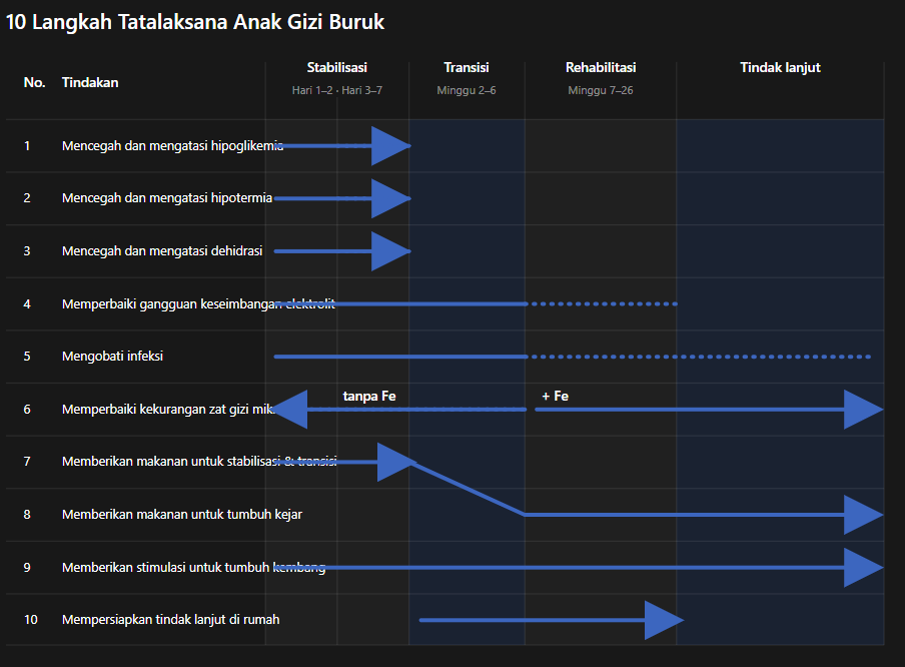 10 Langkah Tatalaksana Anak Gizi Buruk
No. Tindakan Stabilisasi Transisi Rehabilitasi Tindak lanjut
Hari 1–2 · Hari 3–7 Minggu 2–6 Minggu 7–26
1 Mencegah dan mengatasi hipoglikemia
2 Mencegah dan mengatasi hipotermia
3 Mencegah dan mengatasi dehidrasi
4 Memperbaiki gangguan keseimbangan elektrolit
5 Mengobati infeksi
tanpa Fe + Fe
6 Memperbaiki kekurangan zat gizi
7 Memberikan makanan untuk stabilisasi & transisi
8 Memberikan makanan untuk tumbuh kejar
9 Memberikan stimulasi untuk tumbuh kembang
10 Mempersiapkan tindak lanjut di rumah